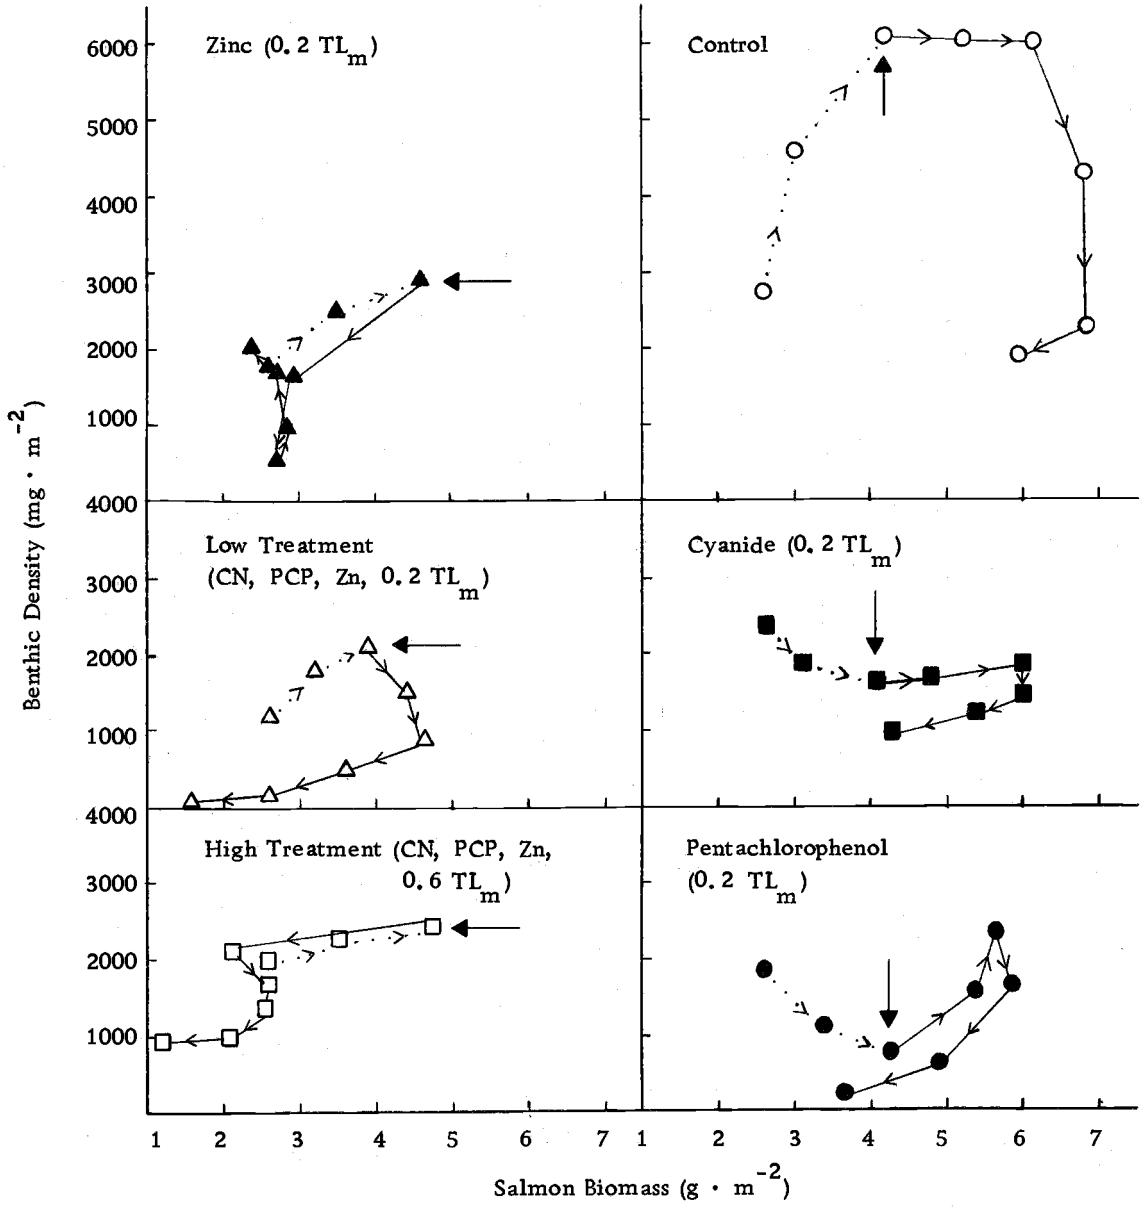 Benthic Density (mg · m⁻²)
6000
5000
4000
3000
2000
1000
Zinc (0.2 TLm)
Control
4000
3000
2000
1000
Low Treatment
(CN, PCP, Zn, 0.2 TLm)
Cyanide (0.2 TLm)
4000
3000
2000
1000
High Treatment (CN, PCP, Zn,
0.6 TLm)
Pentachlorophenol
(0.2 TLm)
1 2 3 4 5 6 7 1 2 3 4 5 6 7
Salmon Biomass (g · m⁻²)